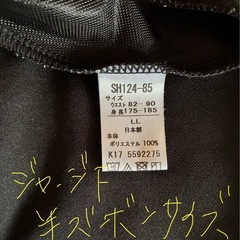 SH124-85
サイズ
ウエスト 82- 90
身長 175-185
LL
日本製
本体
ポリエステル 100%
K17 5592275
ジャージ下
半ズボンサイズ